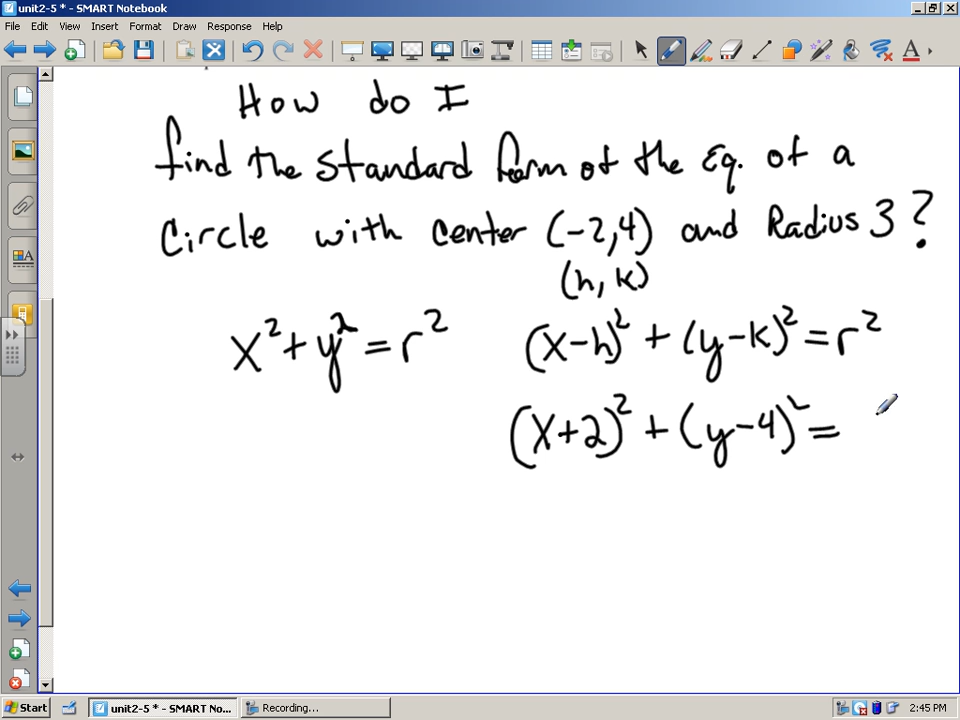 unit2-5 * - SMART Notebook
File Edit View Insert Format Draw Response Help
How do I
find the standard form of the Eq. of a
Circle with center (-2,4) and Radius 3?
(h, k)
x²+y²=r² (x-h)²+(y-k)²=r²
(x+2)²+(y-4)²=
Start unit2-5 * - SMART No... Recording... 2:45 PM